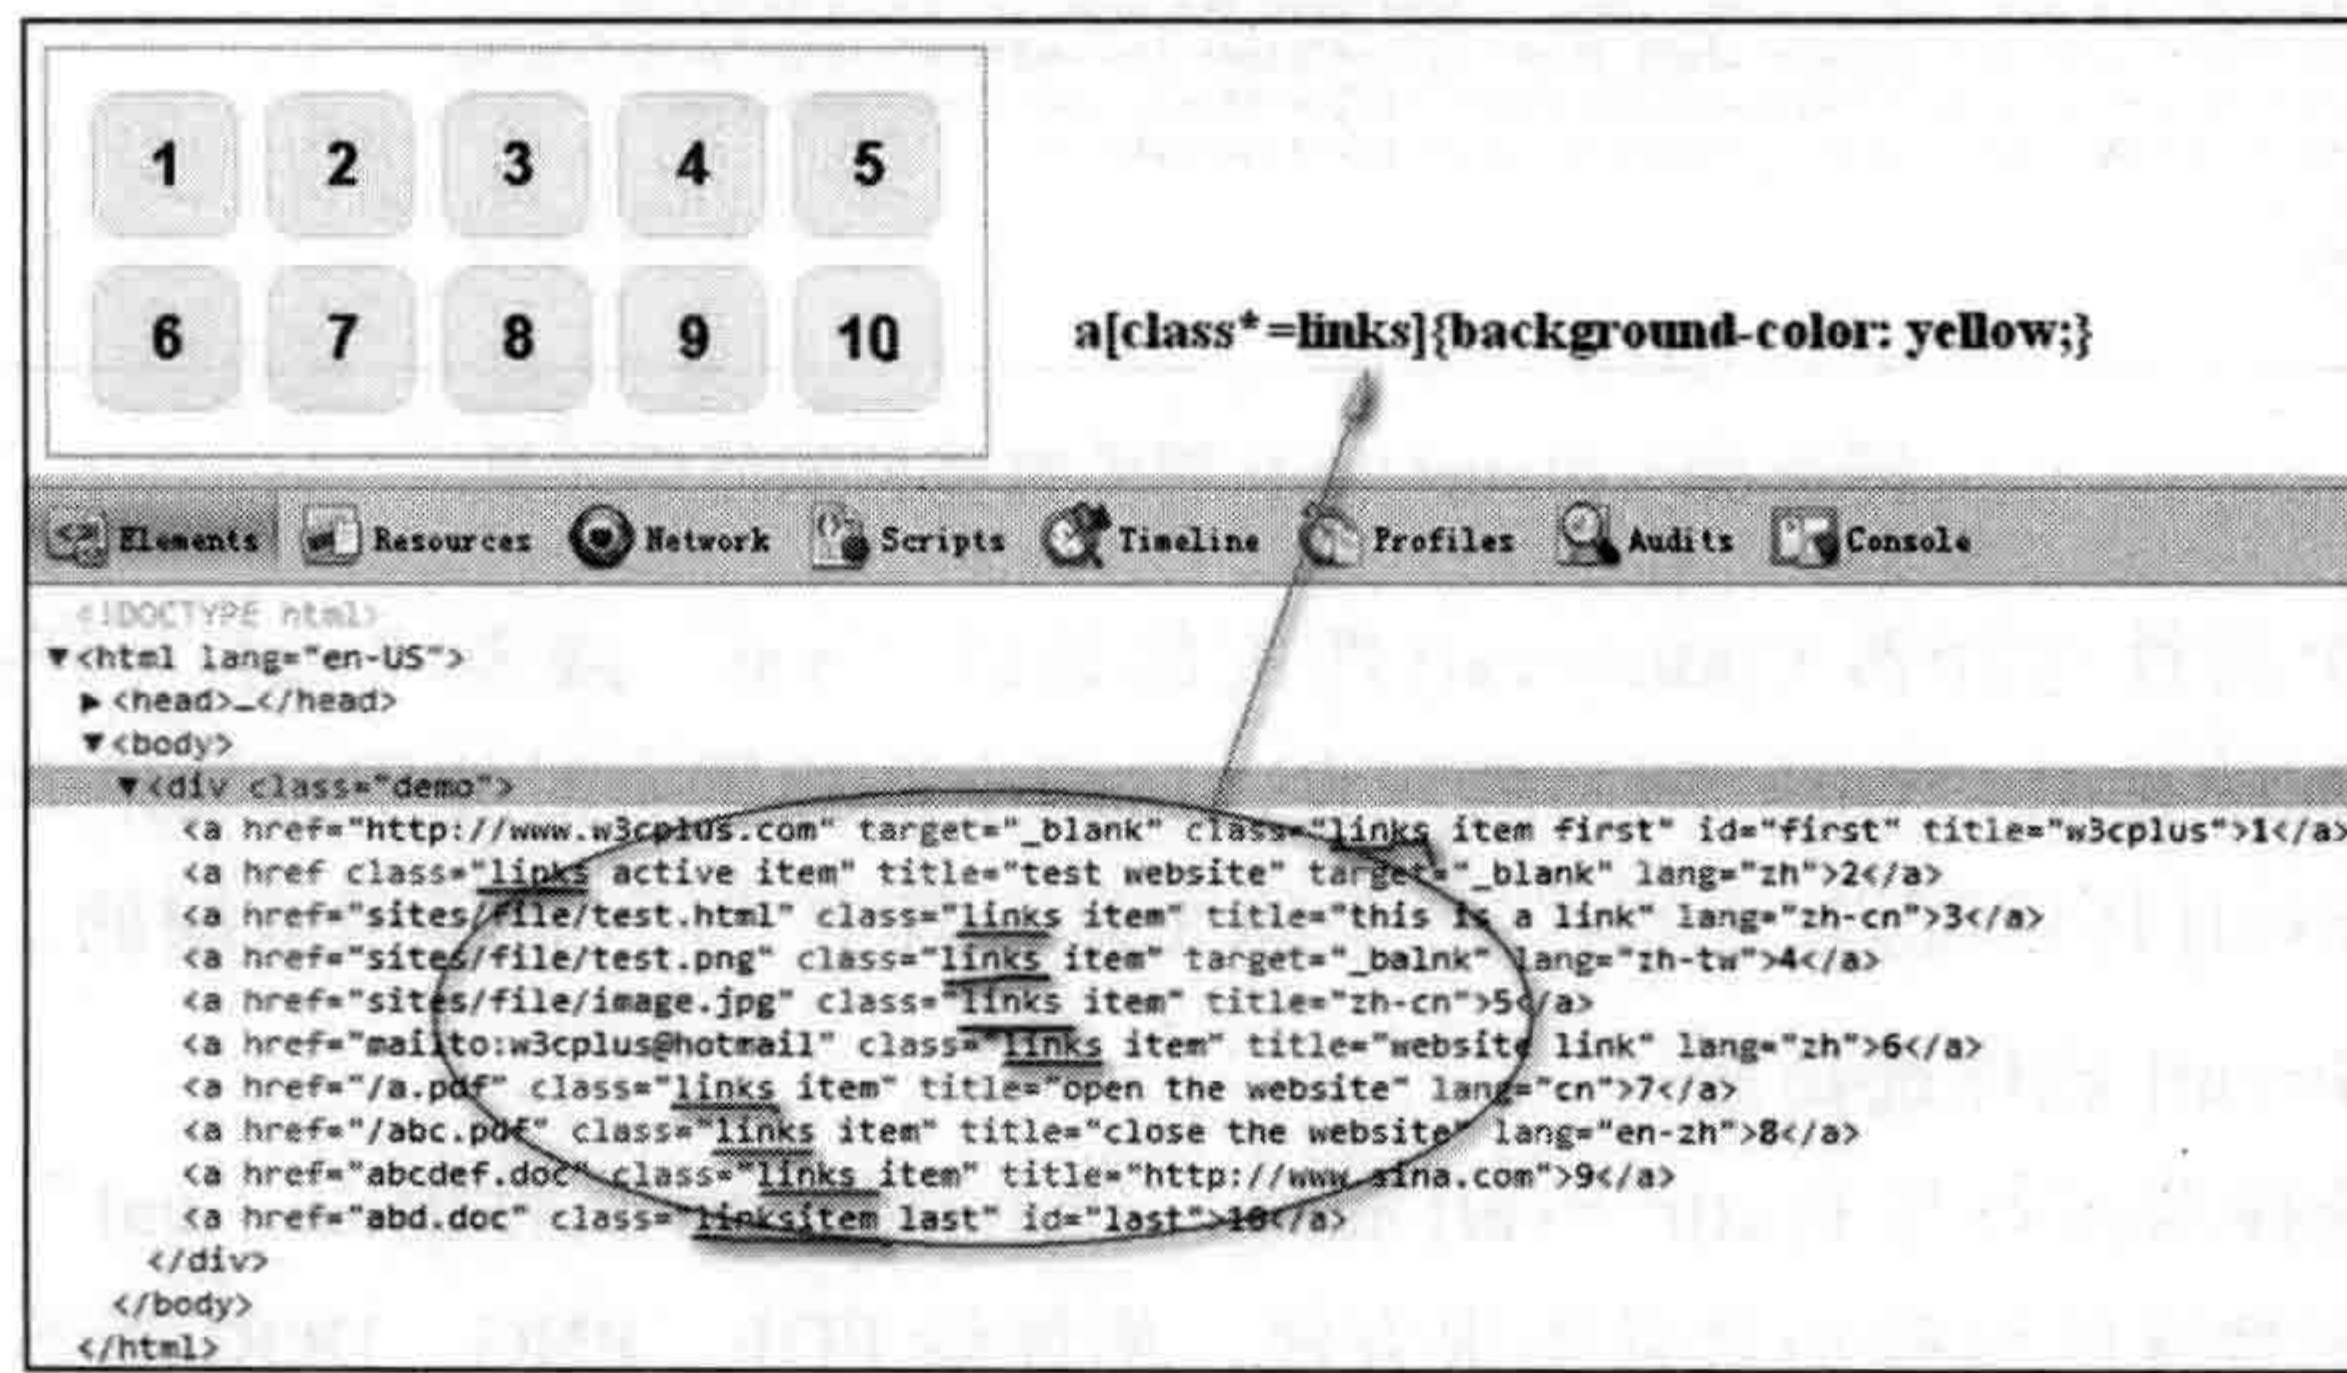 1 2 3 4 5
6 7 8 9 10
a[class*=links]{background-color: yellow;}
Elements Resources Network Scripts Timeline Profiles Audits Console
<!DOCTYPE html>
▼<html lang="en-US">
▶<head>…</head>
▼<body>
▼<div class="demo">
<a href="http://www.w3cplus.com" target="_blank" class="links item first" id="first" title="w3cplus">1</a>
<a href class="links active item" title="test website" target="_blank" lang="zh">2</a>
<a href="sites/file/test.html" class="links item" title="this is a link" lang="zh-cn">3</a>
<a href="sites/file/test.png" class="links item" target="_balnk" lang="zh-tw">4</a>
<a href="sites/file/image.jpg" class="links item" title="zh-cn">5</a>
<a href="mailto:w3cplus@hotmail" class="links item" title="website link" lang="zh">6</a>
<a href="/a.pdf" class="links item" title="open the website" lang="cn">7</a>
<a href="/abc.pdf" class="links item" title="close the website" lang="en-zh">8</a>
<a href="abcdef.doc" class="links item" title="http://www.sina.com">9</a>
<a href="abd.doc" class="linksitem last" id="last">10</a>
</div>
</body>
</html>